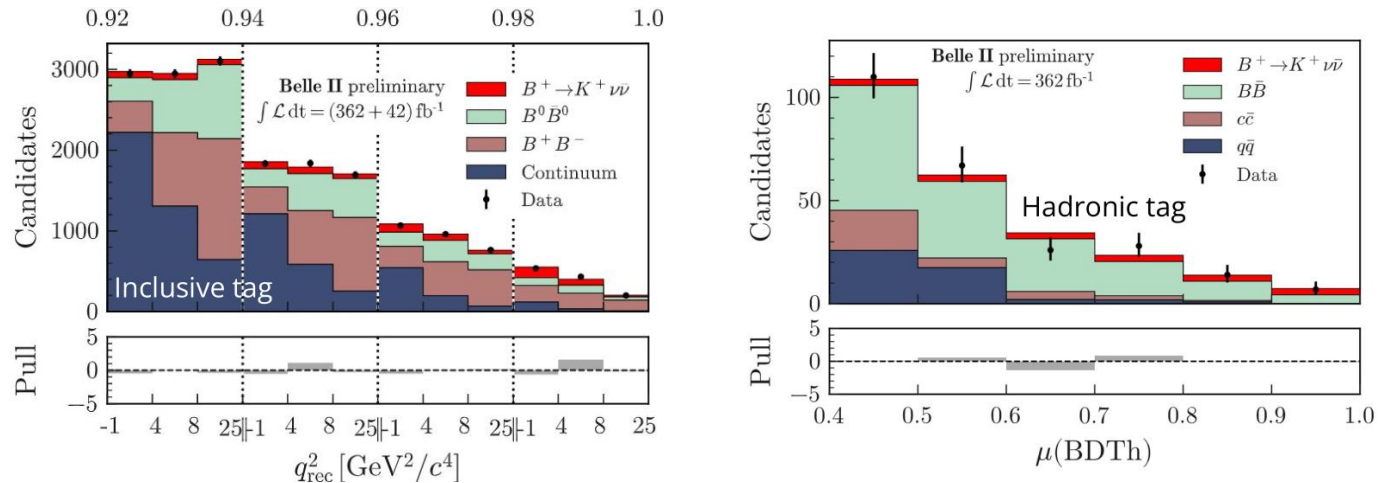 0.92 0.94 0.96 0.98 1.0
3000
2000
1000
0
Candidates
Belle II preliminary
∫ 𝓛 dt = (362 + 42) fb⁻¹
B⁺→K⁺νν̄
B⁰B̄⁰
B⁺B⁻
Continuum
Data
Inclusive tag
5
0
−5
Pull
-1 4 8 25∥-1 4 8 25∥-1 4 8 25∥-1 4 8 25
q²rec [GeV²/c⁴]
100
50
0
Candidates
Belle II preliminary
∫ 𝓛 dt = 362 fb⁻¹
B⁺→K⁺νν̄
BB̄
cc̄
qq̄
Data
Hadronic tag
5
0
−5
Pull
0.4 0.5 0.6 0.7 0.8 0.9 1.0
μ(BDTh)